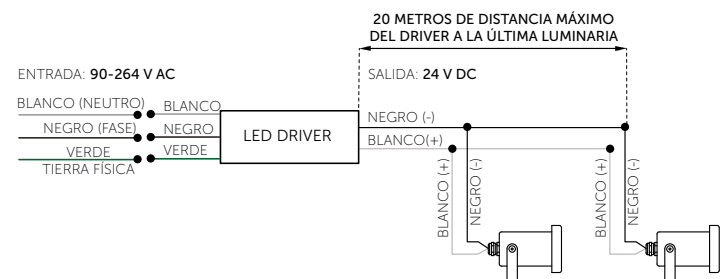 20 METROS DE DISTANCIA MÁXIMO
DEL DRIVER A LA ÚLTIMA LUMINARIA
ENTRADA: 90-264 V AC
SALIDA: 24 V DC
BLANCO (NEUTRO)
BLANCO
NEGRO (FASE)
NEGRO
VERDE
VERDE
TIERRA FÍSICA
LED DRIVER
NEGRO (-)
BLANCO(+)
BLANCO (+)
NEGRO (-)
BLANCO (+)
NEGRO (-)